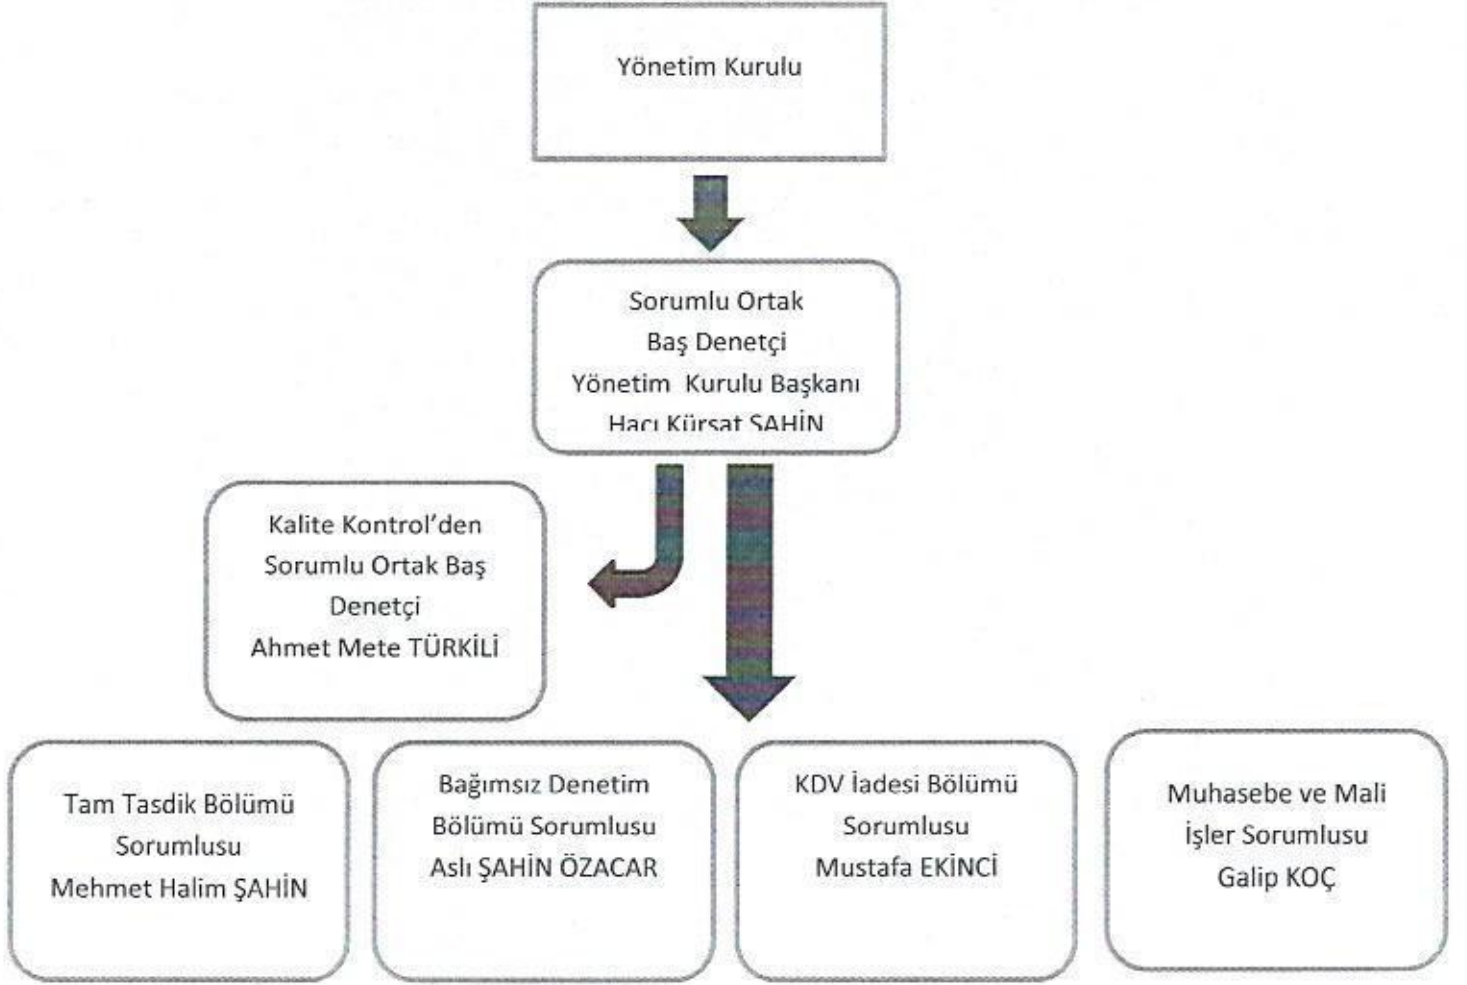 Yönetim Kurulu
Sorumlu Ortak
Baş Denetçi
Yönetim Kurulu Başkanı
Hacı Kürşat ŞAHİN
Kalite Kontrol’den
Sorumlu Ortak Baş
Denetçi
Ahmet Mete TÜRKİLİ
Tam Tasdik Bölümü
Sorumlusu
Mehmet Halim ŞAHİN
Bağımsız Denetim
Bölümü Sorumlusu
Aslı ŞAHİN ÖZACAR
KDV İadesi Bölümü
Sorumlusu
Mustafa EKİNCİ
Muhasebe ve Mali
İşler Sorumlusu
Galip KOÇ